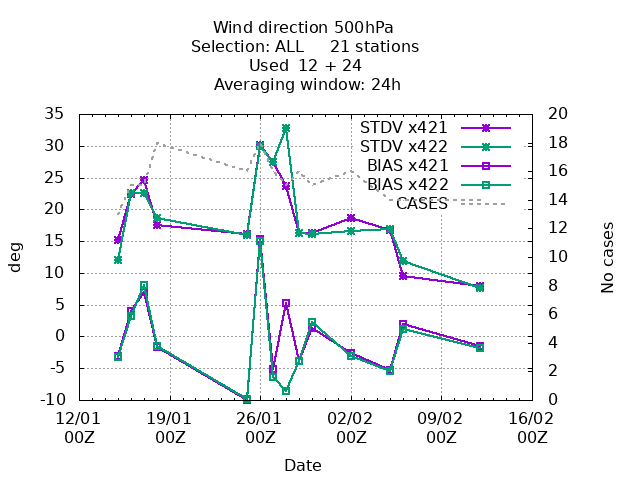 Wind direction 500hPa
Selection: ALL 21 stations
Used 12 + 24
Averaging window: 24h
STDV x421
STDV x422
BIAS x421
BIAS x422
CASES
deg
35
30
25
20
15
10
5
0
-5
-10
20
18
16
14
12
10
8
6
4
2
0
No cases
12/01 19/01 26/01 02/02 09/02 16/02
00Z 00Z 00Z 00Z 00Z 00Z
Date